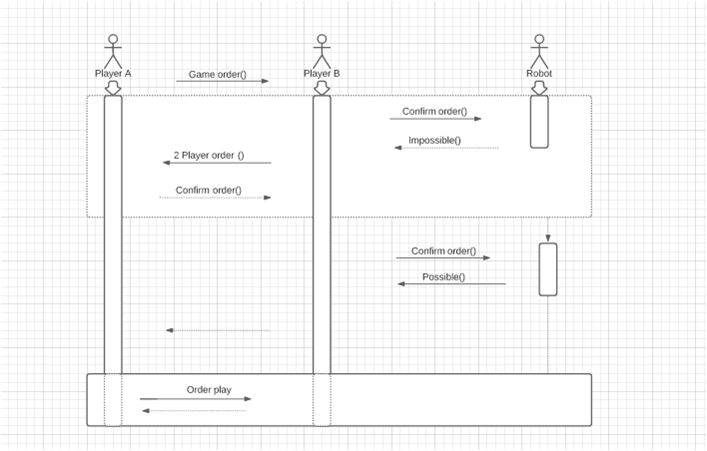 Player A
Player B
Robot
Game order()
Confirm order()
Impossible()
2 Player order ()
Confirm order()
Confirm order()
Possible()
Order play